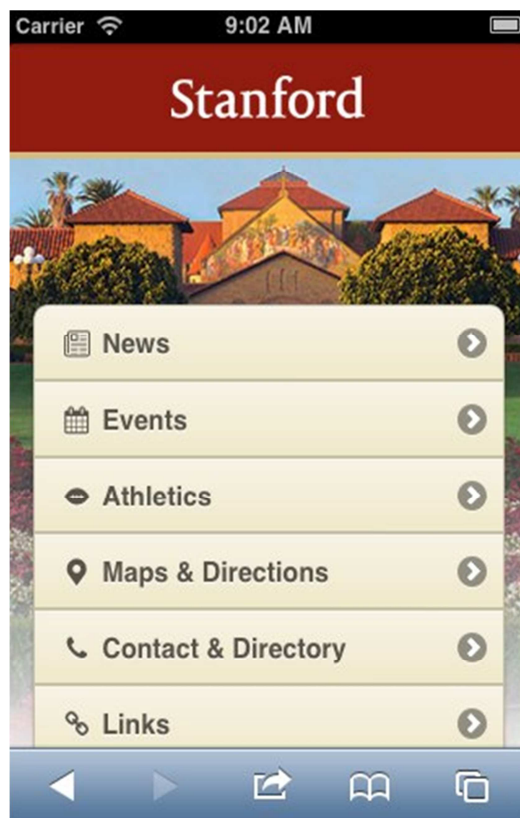 Carrier 9:02 AM
Stanford
News
Events
Athletics
Maps & Directions
Contact & Directory
Links